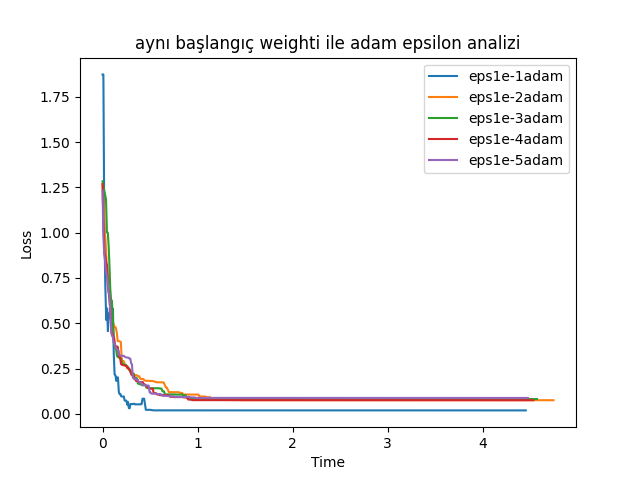 aynı başlangıç weighti ile adam epsilon analizi
eps1e-1adam
eps1e-2adam
eps1e-3adam
eps1e-4adam
eps1e-5adam
Loss
1.75
1.50
1.25
1.00
0.75
0.50
0.25
0.00
0 1 2 3 4
Time